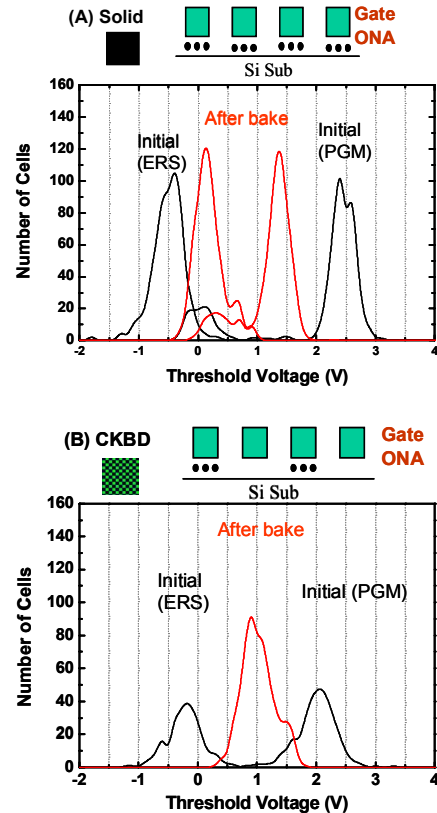 (A) Solid
Gate
ONA
Si Sub
160
140
120
100
80
60
40
20
0
Number of Cells
Initial
(ERS)
After bake
Initial
(PGM)
-2 -1 0 1 2 3 4
Threshold Voltage (V)
(B) CKBD
Gate
ONA
Si Sub
160
140
120
100
80
60
40
20
0
Number of Cells
After bake
Initial
(ERS)
Initial (PGM)
-2 -1 0 1 2 3 4
Threshold Voltage (V)